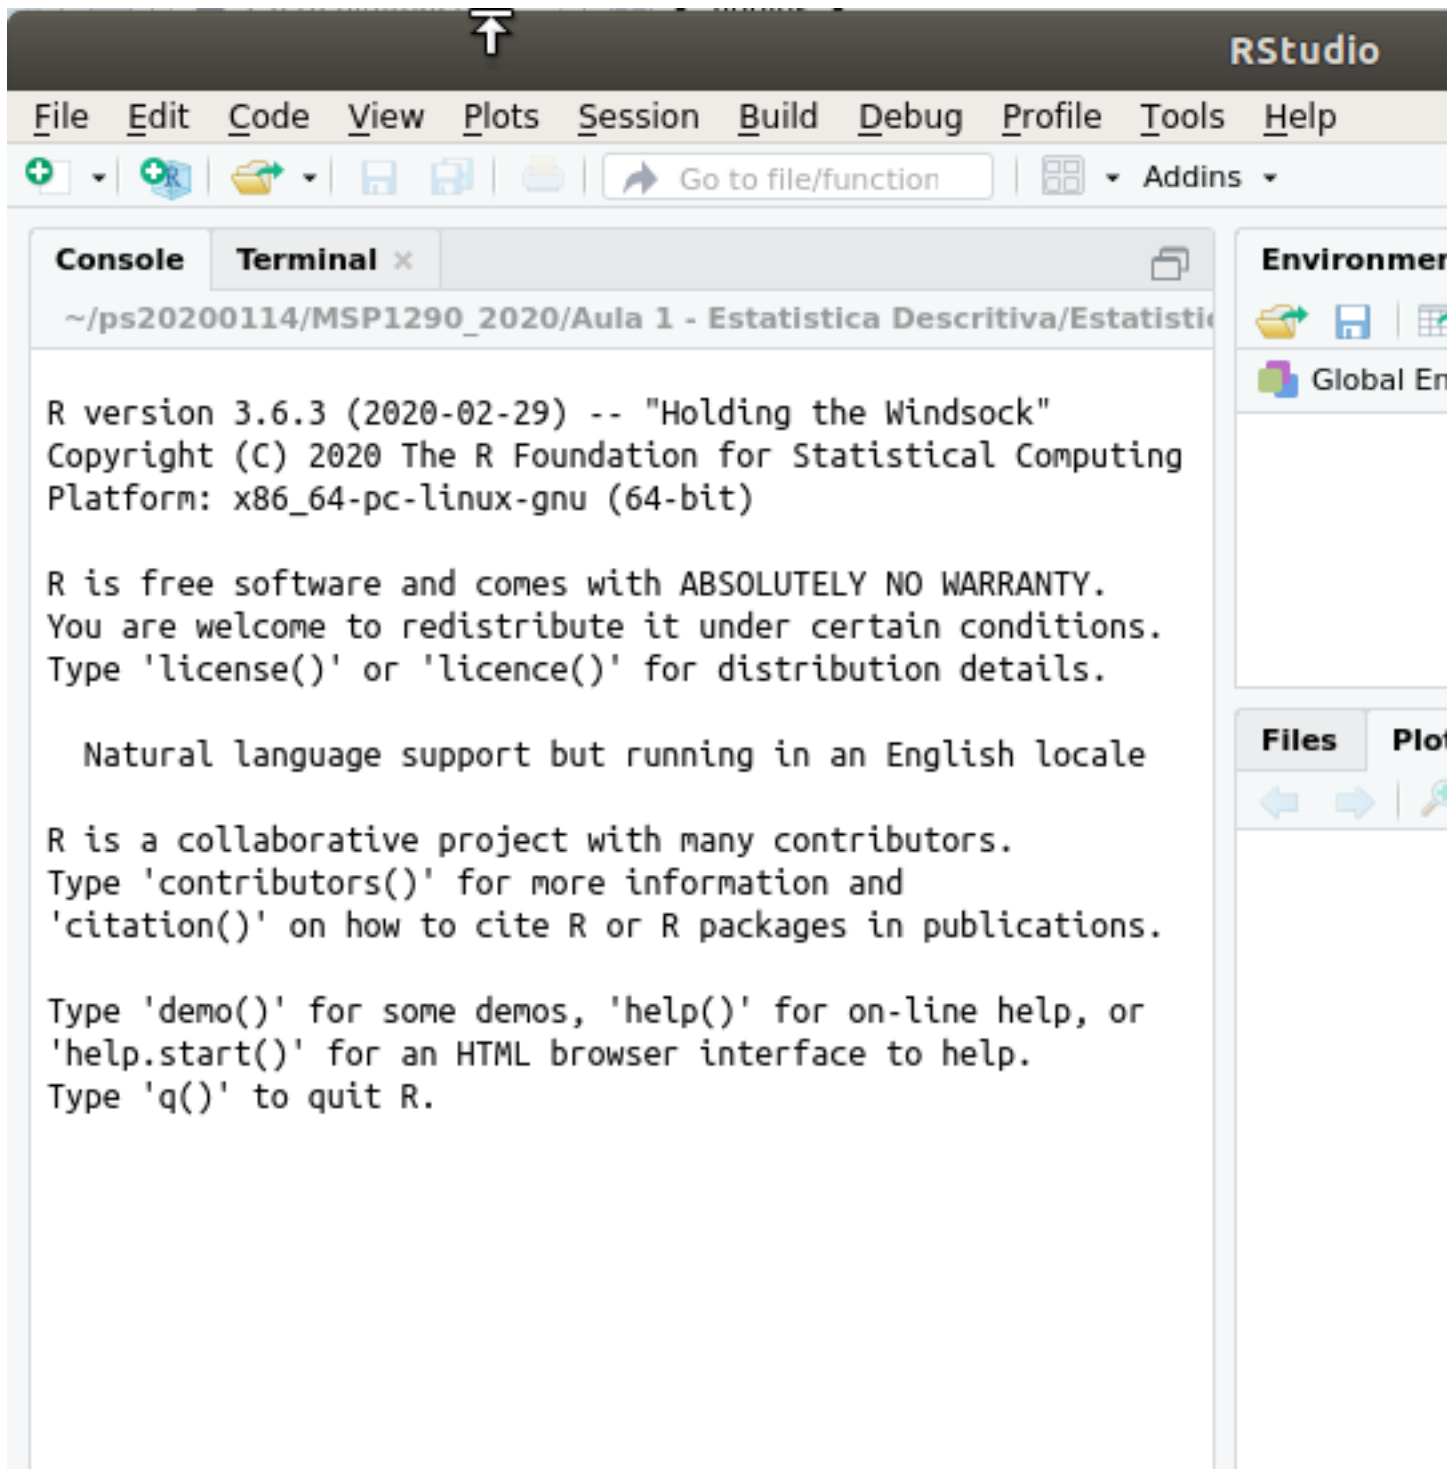 RStudio
File Edit Code View Plots Session Build Debug Profile Tools Help
Go to file/function Addins
Console Terminal
~/ps20200114/MSP1290_2020/Aula 1 - Estatistica Descritiva/Estatistic
R version 3.6.3 (2020-02-29) -- "Holding the Windsock"
Copyright (C) 2020 The R Foundation for Statistical Computing
Platform: x86_64-pc-linux-gnu (64-bit)
R is free software and comes with ABSOLUTELY NO WARRANTY.
You are welcome to redistribute it under certain conditions.
Type 'license()' or 'licence()' for distribution details.
Natural language support but running in an English locale
R is a collaborative project with many contributors.
Type 'contributors()' for more information and
'citation()' on how to cite R or R packages in publications.
Type 'demo()' for some demos, 'help()' for on-line help, or
'help.start()' for an HTML browser interface to help.
Type 'q()' to quit R.
Environmen
Global En
Files Plot